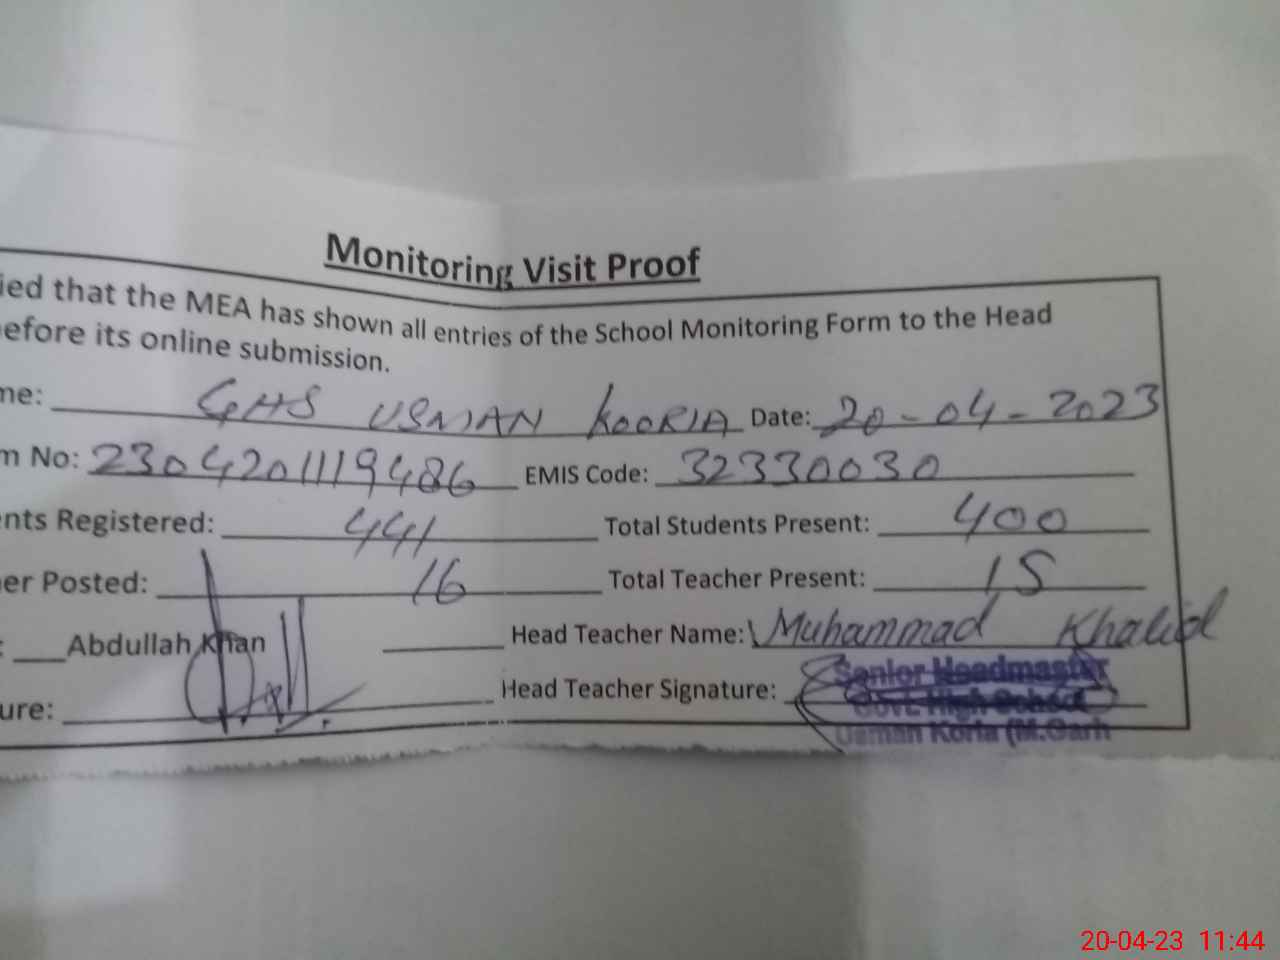 Monitoring Visit Proof
ied that the MEA has shown all entries of the School Monitoring Form to the Head
efore its online submission.
me: GHS USMAN KOORIA Date: 20-04-2023
m No: 23042011119486 EMIS Code: 32330030
nts Registered: 441 Total Students Present: 400
er Posted: 16 Total Teacher Present: 15
: Abdullah Khan Head Teacher Name: Muhammad Khalid
ure: Head Teacher Signature: Senior Headmaster
Govt. High School
Usman Koria (M.Garh
20-04-23 11:44